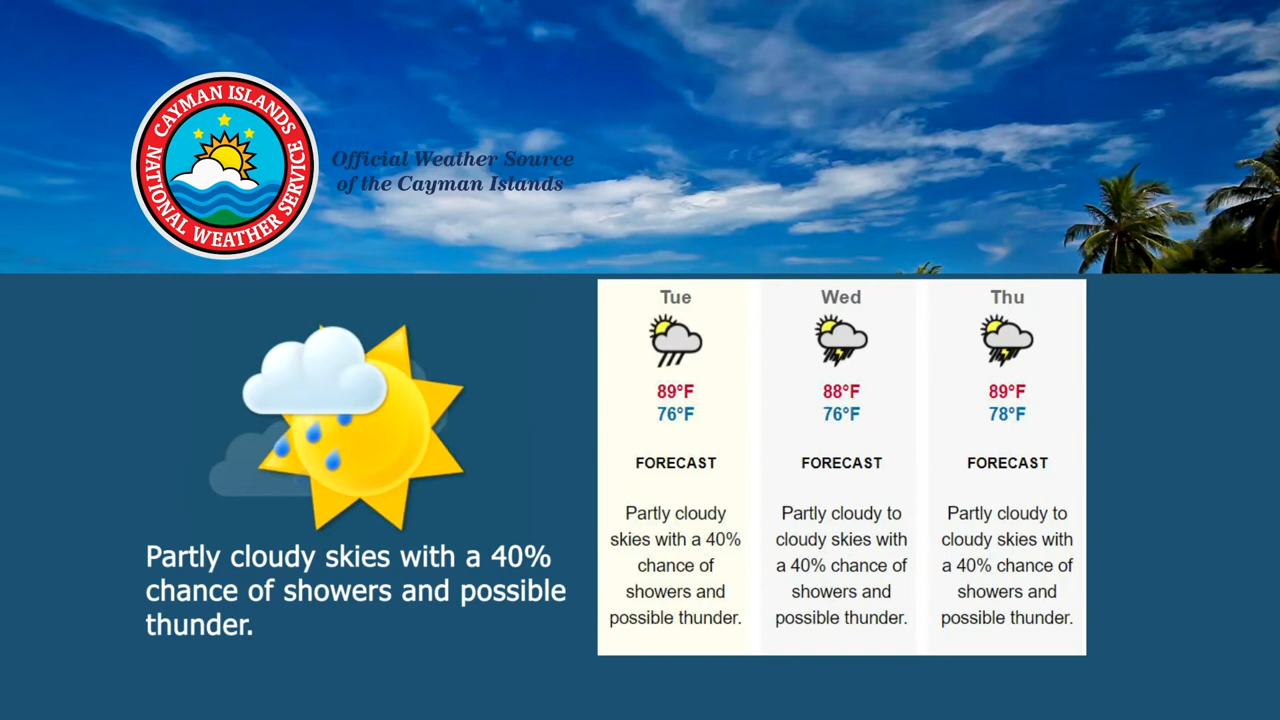 CAYMAN ISLANDS
NATIONAL WEATHER SERVICE
Official Weather Source
of the Cayman Islands
Partly cloudy skies with a 40%
chance of showers and possible
thunder.
Tue
89°F
76°F
FORECAST
Partly cloudy
skies with a 40%
chance of
showers and
possible thunder.
Wed
88°F
76°F
FORECAST
Partly cloudy to
cloudy skies with
a 40% chance of
showers and
possible thunder.
Thu
89°F
78°F
FORECAST
Partly cloudy to
cloudy skies with
a 40% chance of
showers and
possible thunder.